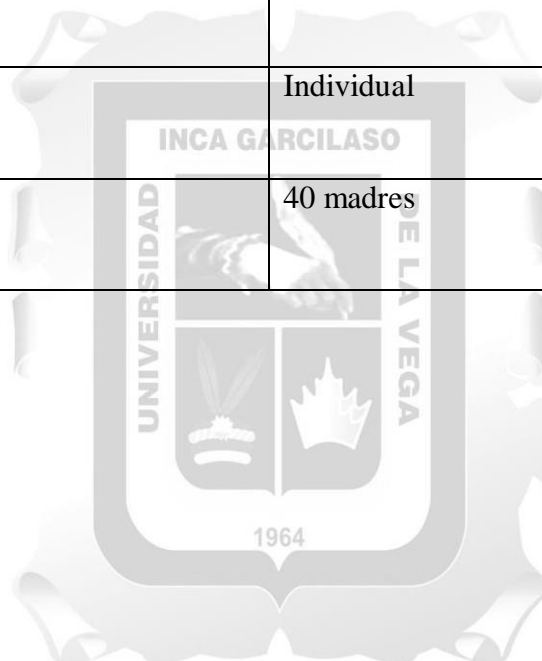 Individual
INCA GARCILASO
40 madres
UNIVERSIDAD
DE LA VEGA
1964